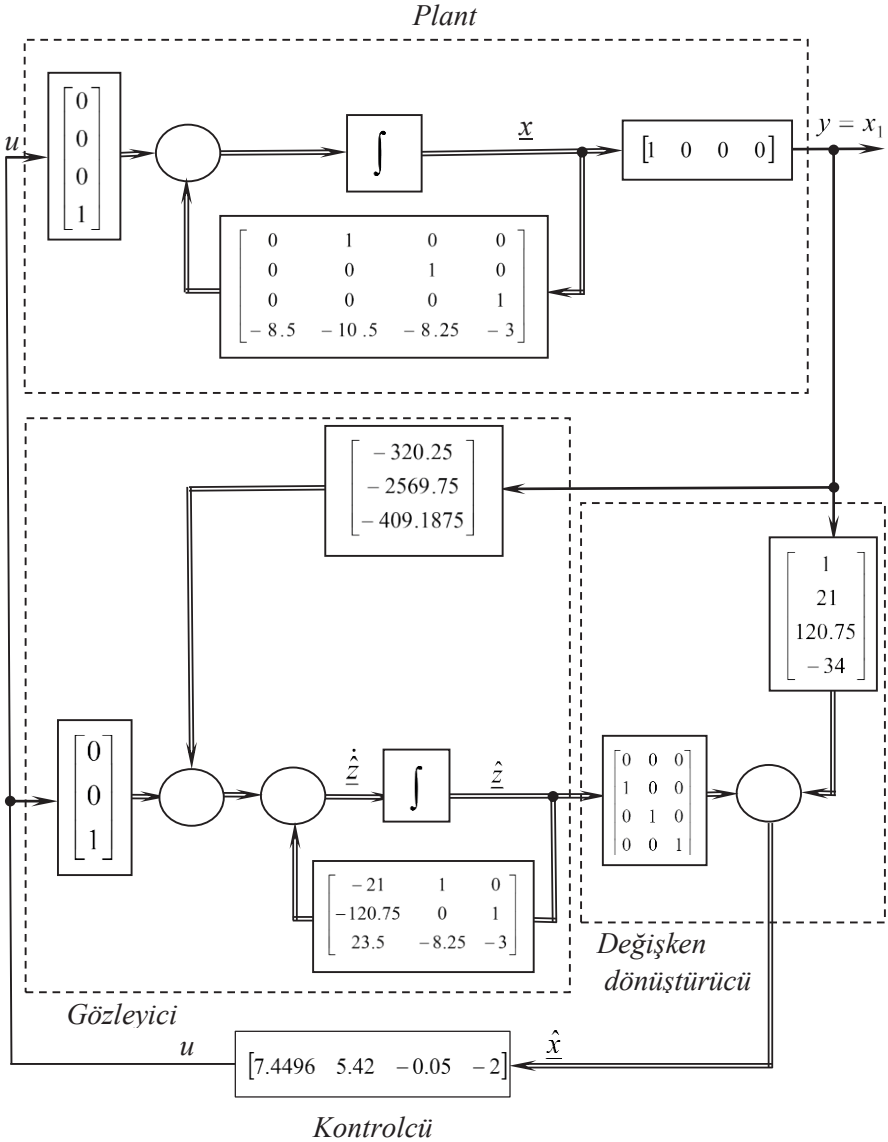 Plant
u
[0
0
0
1]
∫
x
[1 0 0 0]
y = x₁
[0 1 0 0
0 0 1 0
0 0 0 1
−8.5 −10.5 −8.25 −3]
[−320.25
−2569.75
−409.1875]
[1
21
120.75
−34]
[0
0
1]
ẑ̇
∫
ẑ
[0 0 0
1 0 0
0 1 0
0 0 1]
[−21 1 0
−120.75 0 1
23.5 −8.25 −3]
Değişken
dönüştürücü
Gözleyici
u
[7.4496 5.42 −0.05 −2]
x̂
Kontrolcü